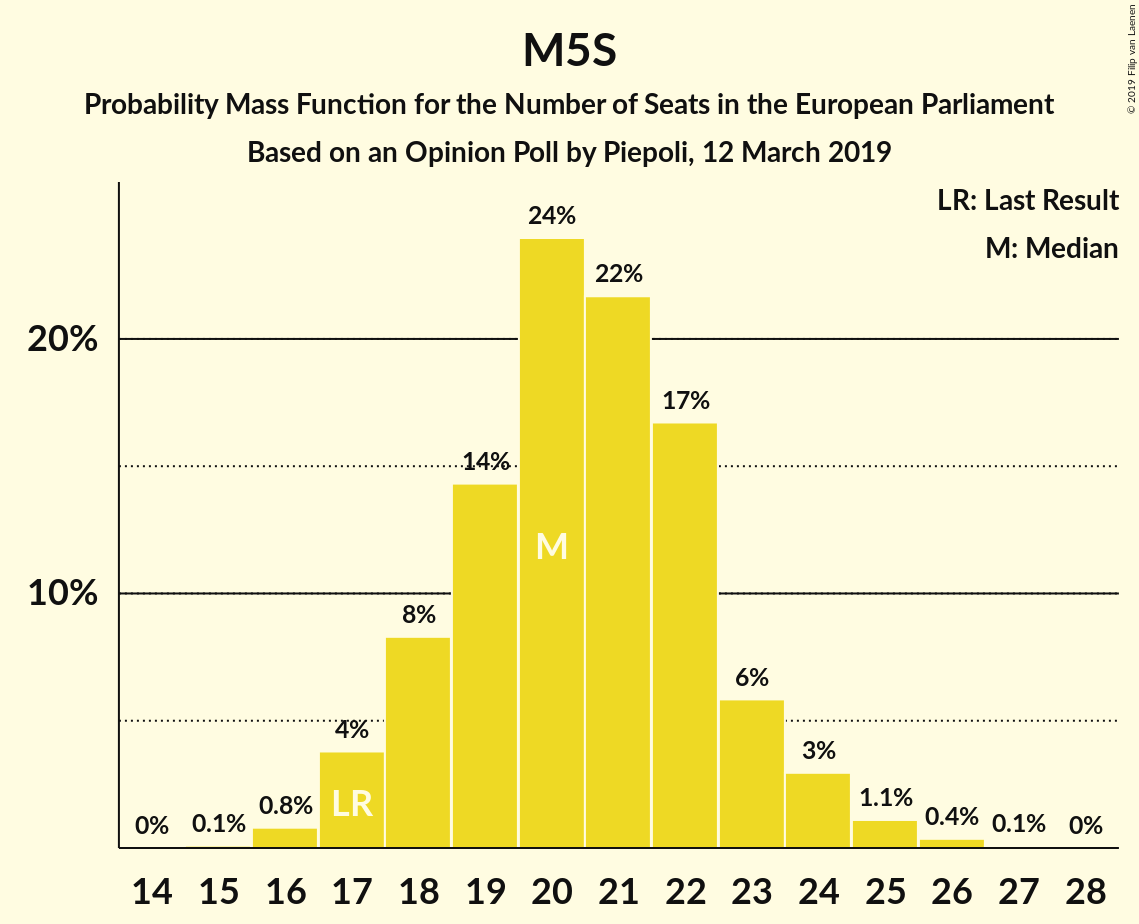 M5S
Probability Mass Function for the Number of Seats in the European Parliament
Based on an Opinion Poll by Piepoli, 12 March 2019
© 2019 Filip van Laenen
LR: Last Result
M: Median
24%
22%
20%
17%
14%
M
10%
8%
6%
4%
3%
LR
0%
0.1%
0.8%
1.1%
0.4%
0.1%
0%
14 15 16 17 18 19 20 21 22 23 24 25 26 27 28